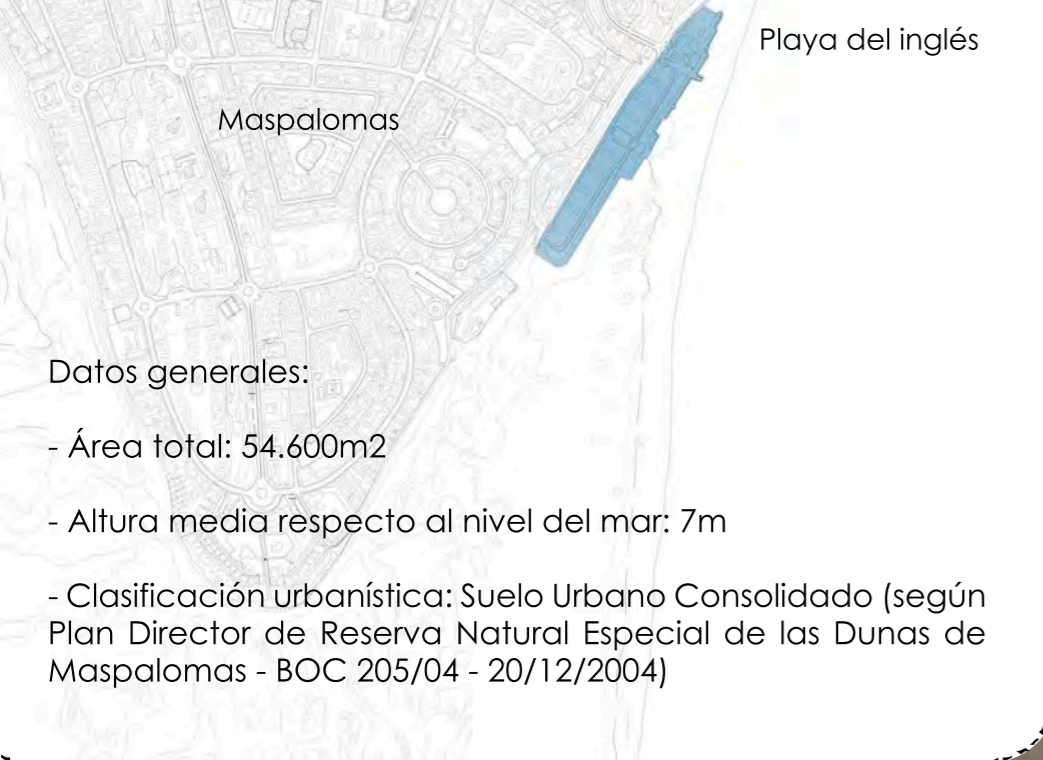 Playa del inglés
Maspalomas
Datos generales:
- Área total: 54.600m2
- Altura media respecto al nivel del mar: 7m
- Clasificación urbanística: Suelo Urbano Consolidado (según
Plan Director de Reserva Natural Especial de las Dunas de
Maspalomas - BOC 205/04 - 20/12/2004)